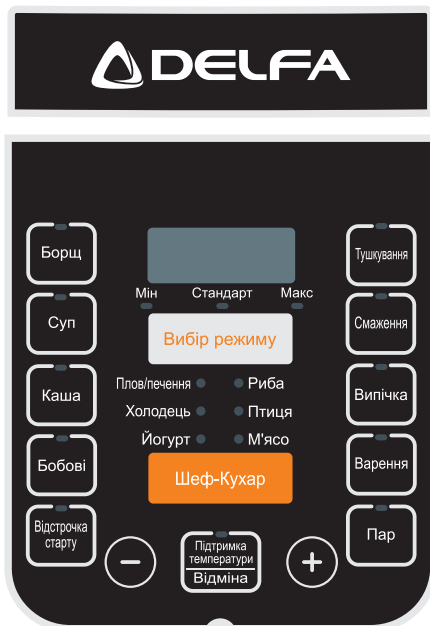 DELFA
Борщ
Тушкування
Мін Стандарт Макс
Суп
Вибір режиму
Смаження
Каша
Плов/печення Риба
Випічка
Холодець Птиця
Йогурт М'ясо
Бобові
Шеф-Кухар
Варення
Відстрочка
старту
Пар
Підтримка
температури
Відміна
− +